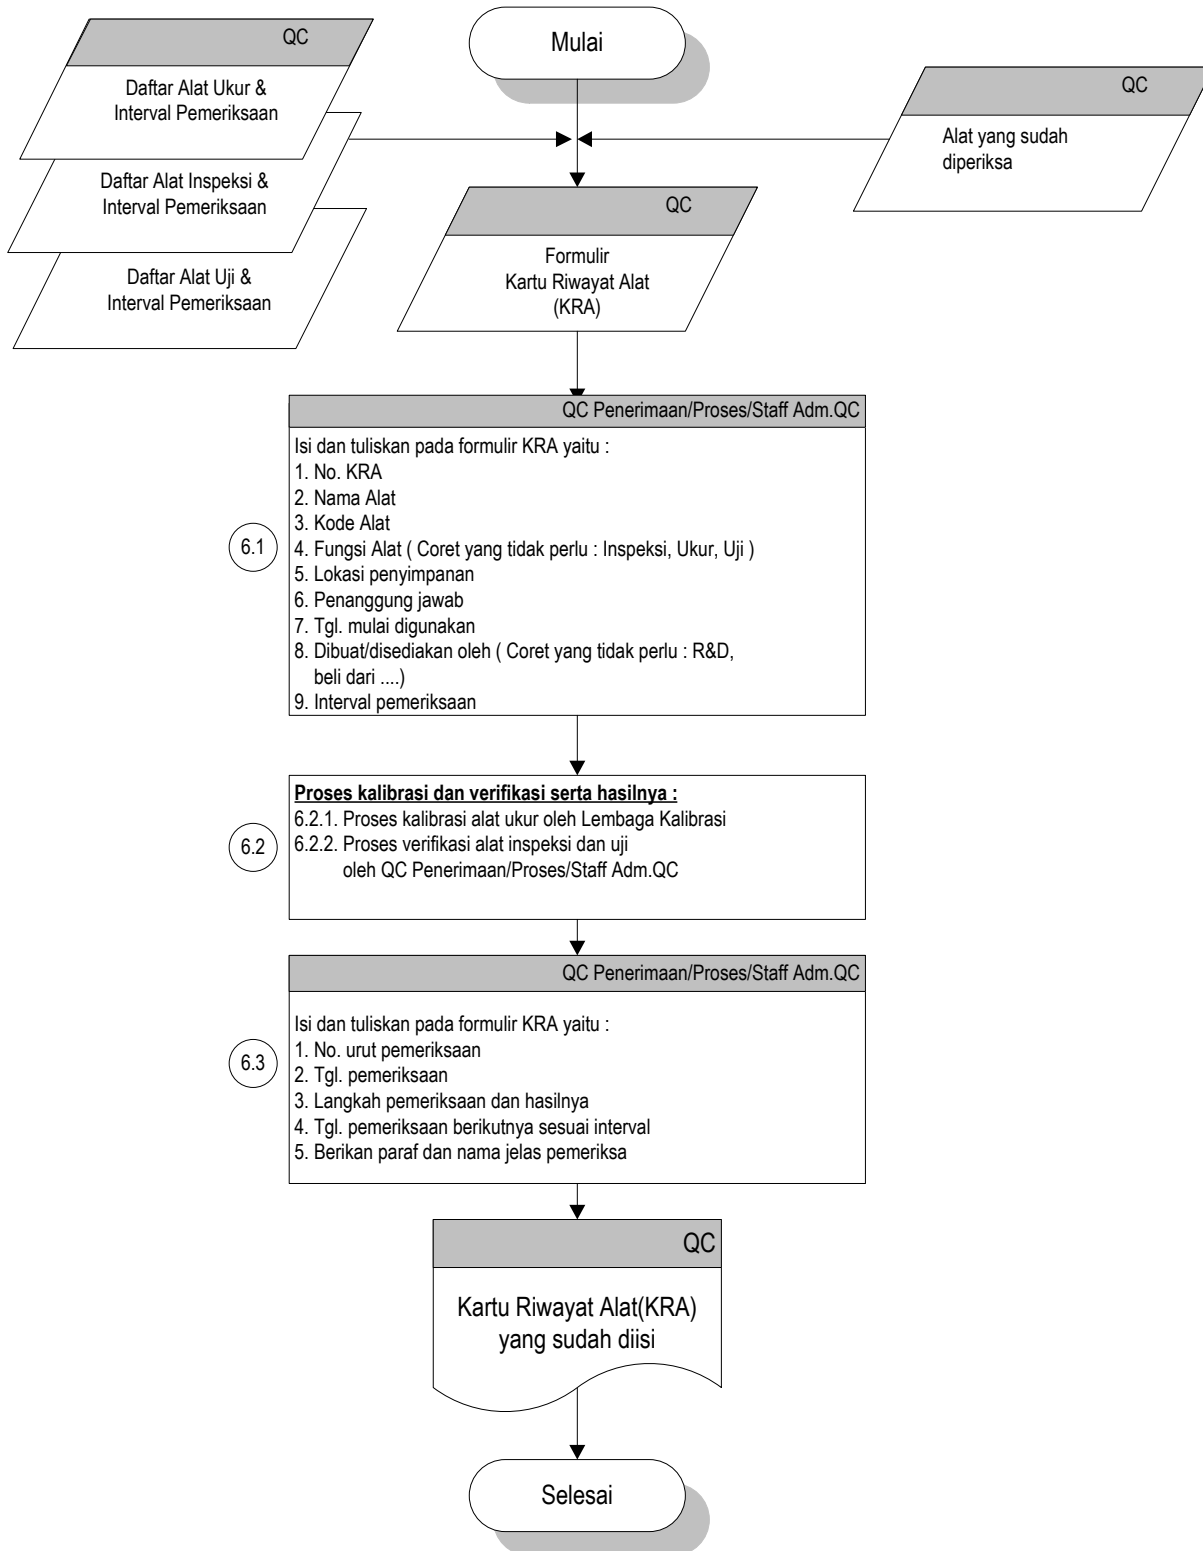 Mulai
QC
Daftar Alat Ukur &
Interval Pemeriksaan
Daftar Alat Inspeksi &
Interval Pemeriksaan
Daftar Alat Uji &
Interval Pemeriksaan
QC
Alat yang sudah
diperiksa
QC
Formulir
Kartu Riwayat Alat
(KRA)
QC Penerimaan/Proses/Staff Adm.QC
6.1
Isi dan tuliskan pada formulir KRA yaitu :
1. No. KRA
2. Nama Alat
3. Kode Alat
4. Fungsi Alat ( Coret yang tidak perlu : Inspeksi, Ukur, Uji )
5. Lokasi penyimpanan
6. Penanggung jawab
7. Tgl. mulai digunakan
8. Dibuat/disediakan oleh ( Coret yang tidak perlu : R&D,
beli dari ....)
9. Interval pemeriksaan
6.2
Proses kalibrasi dan verifikasi serta hasilnya :
6.2.1. Proses kalibrasi alat ukur oleh Lembaga Kalibrasi
6.2.2. Proses verifikasi alat inspeksi dan uji
oleh QC Penerimaan/Proses/Staff Adm.QC
QC Penerimaan/Proses/Staff Adm.QC
6.3
Isi dan tuliskan pada formulir KRA yaitu :
1. No. urut pemeriksaan
2. Tgl. pemeriksaan
3. Langkah pemeriksaan dan hasilnya
4. Tgl. pemeriksaan berikutnya sesuai interval
5. Berikan paraf dan nama jelas pemeriksa
QC
Kartu Riwayat Alat(KRA)
yang sudah diisi
Selesai